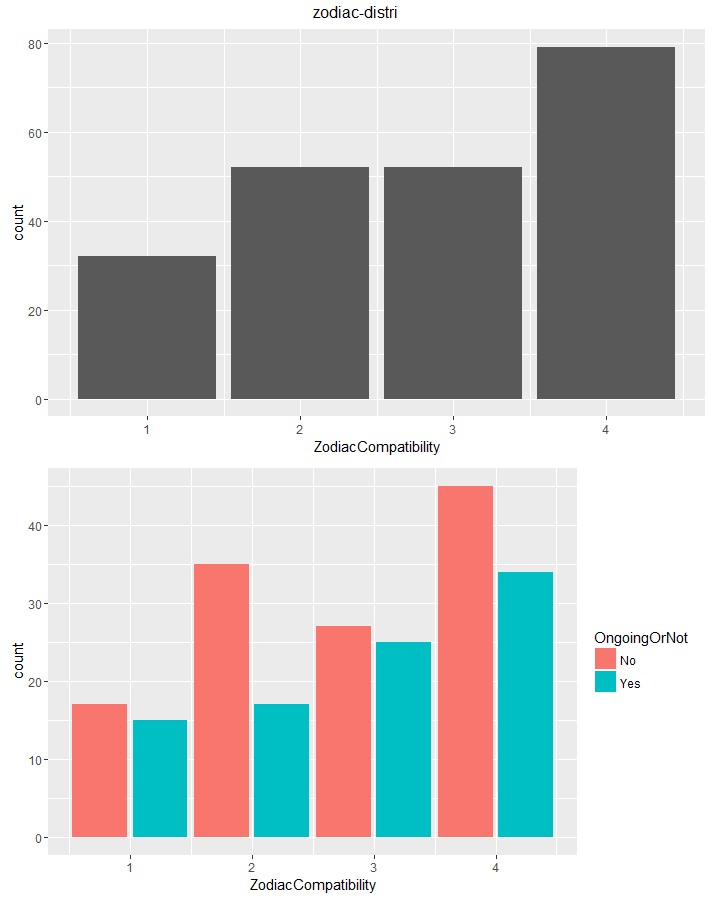 zodiac-distri
80
60
40
20
0
count
1 2 3 4
ZodiacCompatibility
40
30
20
10
0
count
1 2 3 4
ZodiacCompatibility
OngoingOrNot
No
Yes